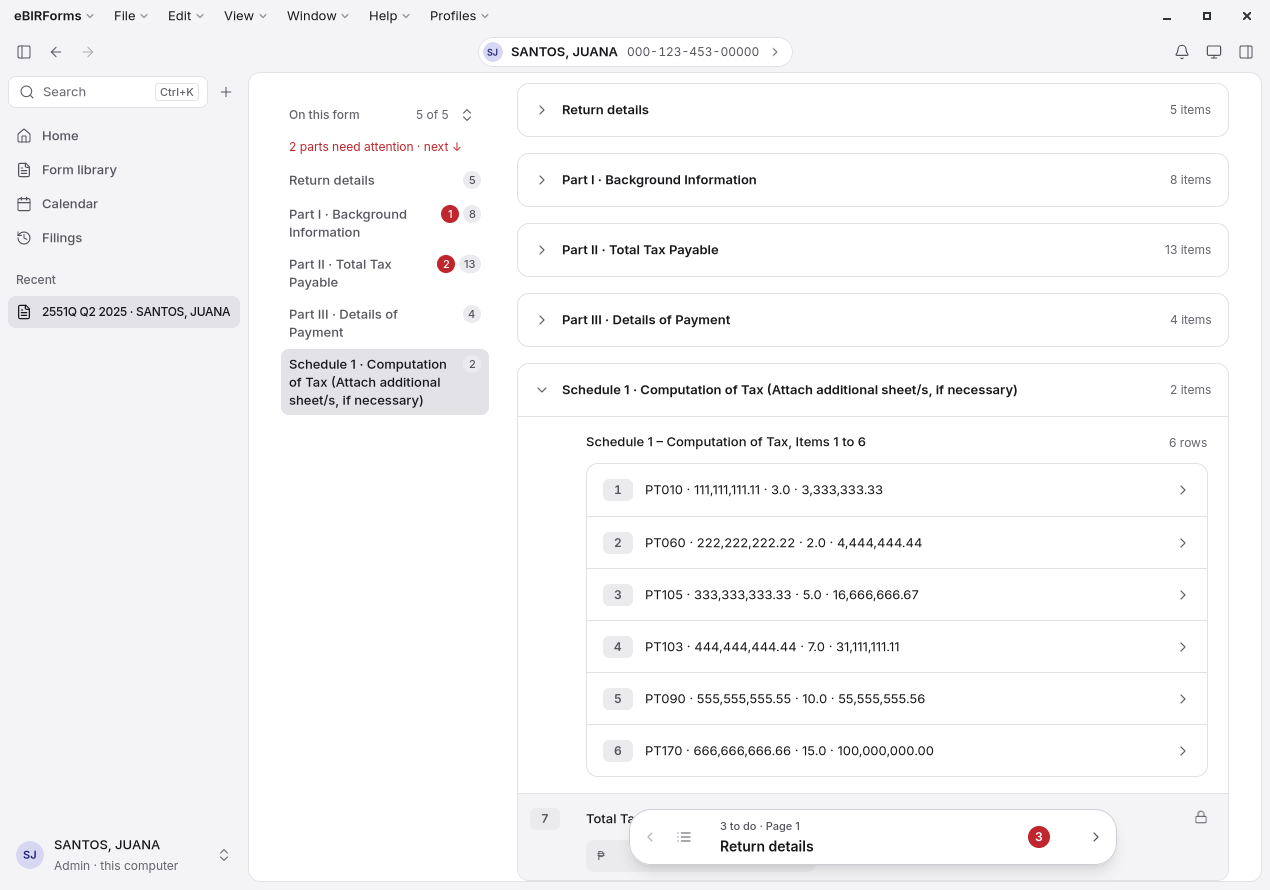 eBIRForms File Edit View Window Help Profiles
SJ SANTOS, JUANA 000-123-453-00000
Search Ctrl+K
Home
Form library
Calendar
Filings
Recent
2551Q Q2 2025 · SANTOS, JUANA
SJ SANTOS, JUANA
Admin · this computer
On this form 5 of 5
2 parts need attention · next ↓
Return details 5
Part I · Background 1 8
Information
Part II · Total Tax 2 13
Payable
Part III · Details of 4
Payment
Schedule 1 · Computation 2
of Tax (Attach additional
sheet/s, if necessary)
Return details 5 items
Part I · Background Information 8 items
Part II · Total Tax Payable 13 items
Part III · Details of Payment 4 items
Schedule 1 · Computation of Tax (Attach additional sheet/s, if necessary) 2 items
Schedule 1 – Computation of Tax, Items 1 to 6 6 rows
1 PT010 · 111,111,111.11 · 3.0 · 3,333,333.33
2 PT060 · 222,222,222.22 · 2.0 · 4,444,444.44
3 PT105 · 333,333,333.33 · 5.0 · 16,666,666.67
4 PT103 · 444,444,444.44 · 7.0 · 31,111,111.11
5 PT090 · 555,555,555.55 · 10.0 · 55,555,555.56
6 PT170 · 666,666,666.66 · 15.0 · 100,000,000.00
7 Total Ta
₱
3 to do · Page 1
Return details 3